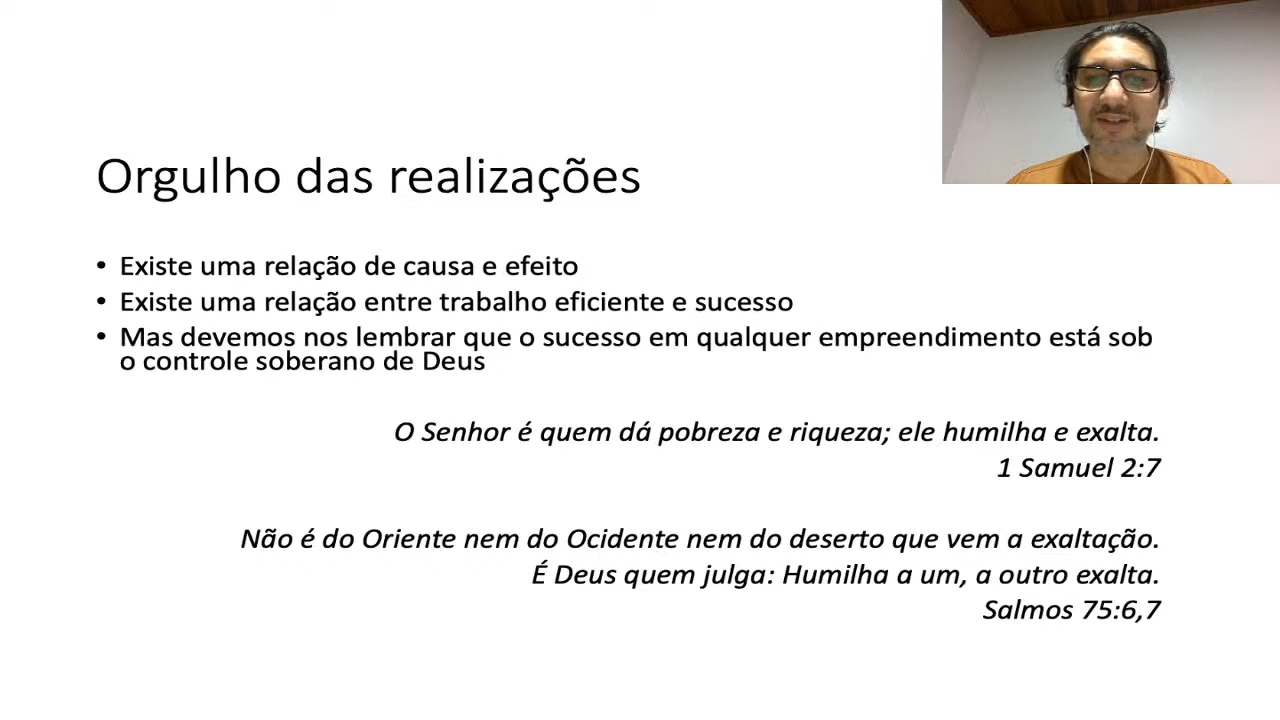 Orgulho das realizações
• Existe uma relação de causa e efeito
• Existe uma relação entre trabalho eficiente e sucesso
• Mas devemos nos lembrar que o sucesso em qualquer empreendimento está sob
o controle soberano de Deus
O Senhor é quem dá pobreza e riqueza; ele humilha e exalta.
1 Samuel 2:7
Não é do Oriente nem do Ocidente nem do deserto que vem a exaltação.
É Deus quem julga: Humilha a um, a outro exalta.
Salmos 75:6,7